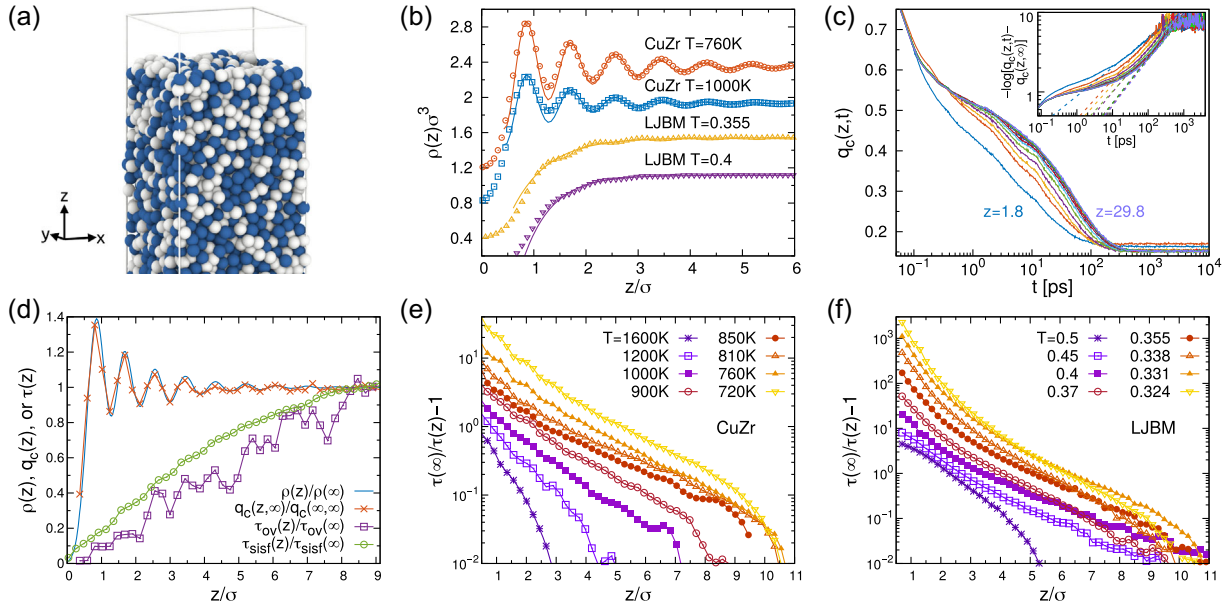 (a)
z
y
x
(b)
ρ(z)σ³
2.8
2.4
2
1.6
1.2
0.8
0.4
CuZr T=760K
CuZr T=1000K
LJBM T=0.355
LJBM T=0.4
0 1 2 3 4 5 6
z/σ
(c)
q_c(z,t)
0.7
0.6
0.5
0.4
0.3
0.2
z=1.8
z=29.8
10⁻¹ 10⁰ 10¹ 10² 10³ 10⁴
t [ps]
−log[q_c(z,t)−
q_c(z,∞)]
10
1
10⁻¹ 10⁰ 10¹ 10² 10³
t [ps]
(d)
ρ(z), q_c(z), or τ(z)
1.4
1.2
1
0.8
0.6
0.4
0.2
0
ρ(z)/ρ(∞)
q_c(z,∞)/q_c(∞,∞)
τ_ov(z)/τ_ov(∞)
τ_sisf(z)/τ_sisf(∞)
0 1 2 3 4 5 6 7 8 9
z/σ
(e)
τ(∞)/τ(z)−1
10¹
10⁰
10⁻¹
10⁻²
T=1600K 850K
1200K 810K
1000K 760K
900K 720K
CuZr
1 2 3 4 5 6 7 8 9 10 11
z/σ
(f)
τ(∞)/τ(z)−1
10³
10²
10¹
10⁰
10⁻¹
10⁻²
T=0.5 0.355
0.45 0.338
0.4 0.331
0.37 0.324
LJBM
1 2 3 4 5 6 7 8 9 10 11
z/σ